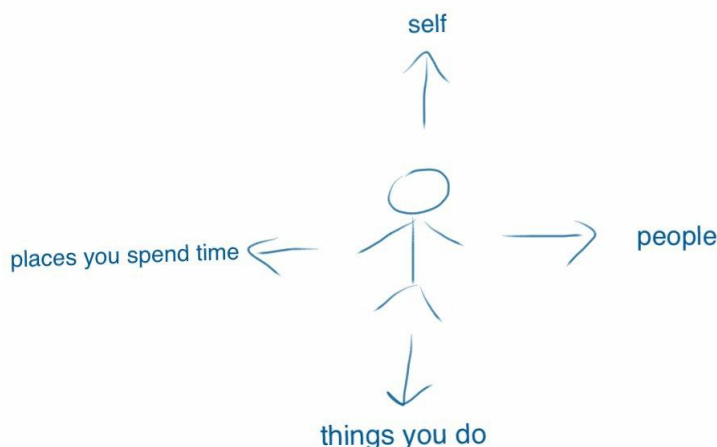 self
places you spend time
people
things you do